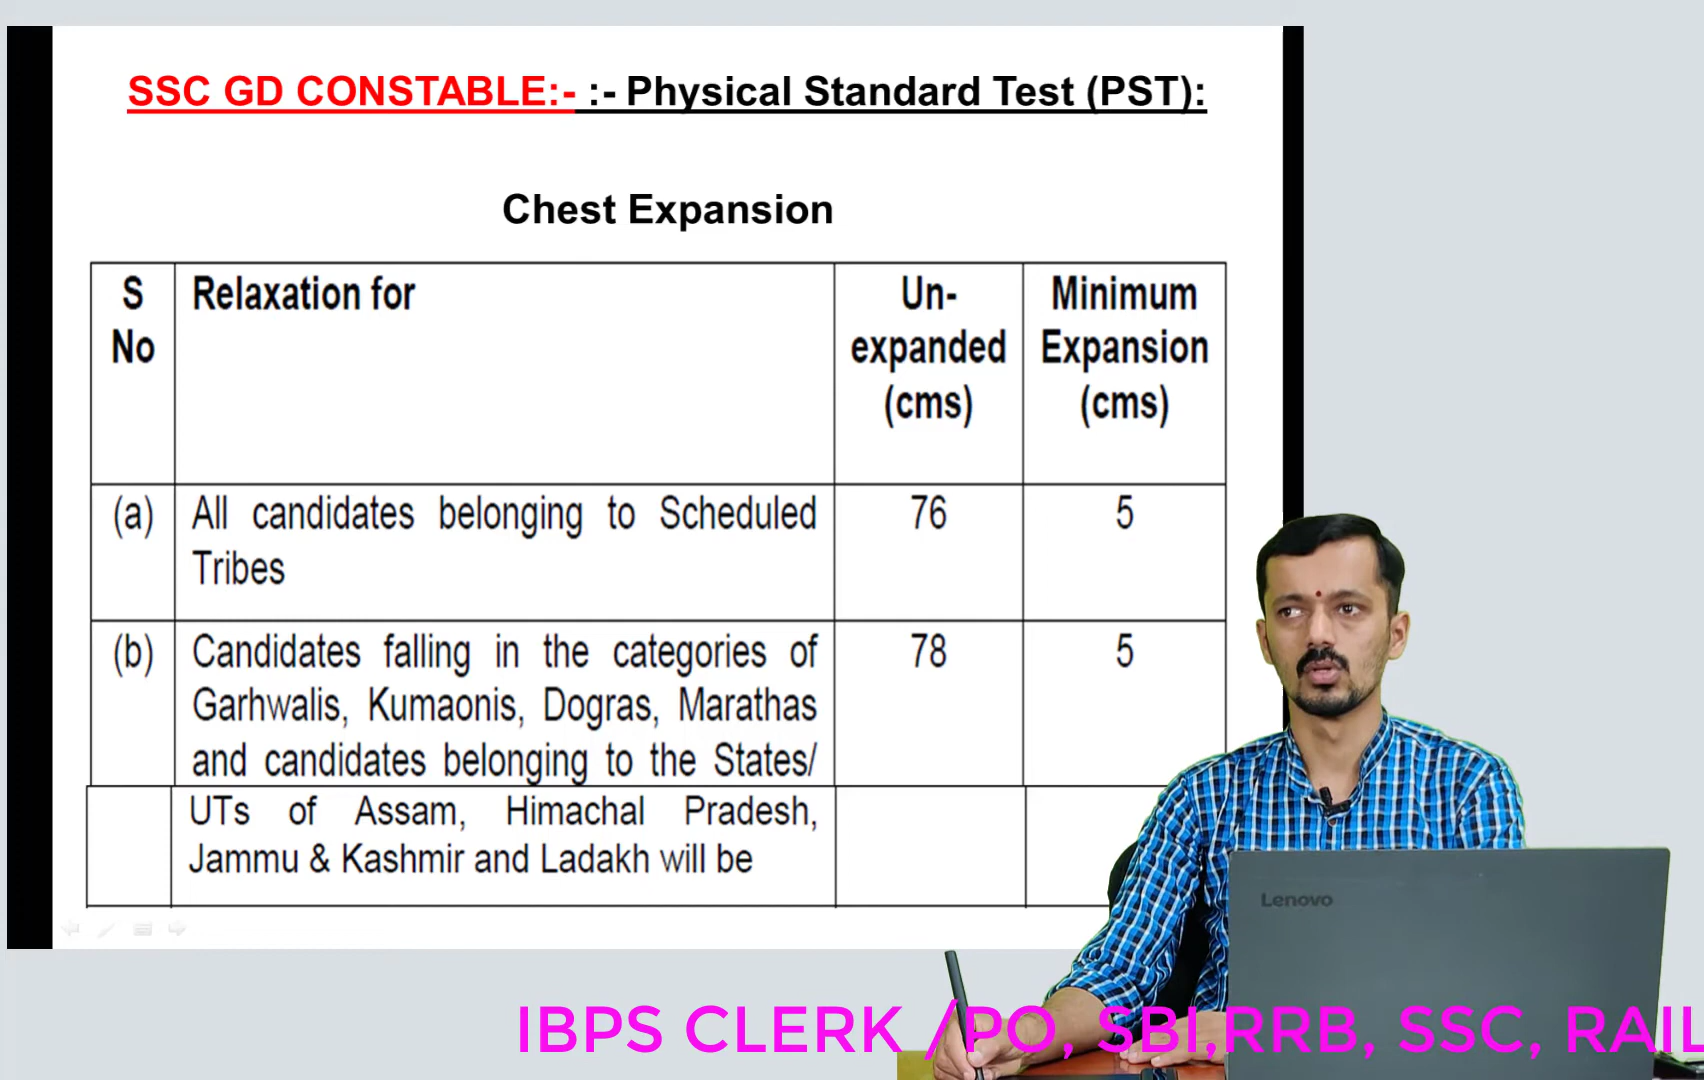 SSC GD CONSTABLE:- :- Physical Standard Test (PST):
Chest Expansion
S No
Relaxation for
Un-
expanded
(cms)
Minimum
Expansion
(cms)
(a)
All candidates belonging to Scheduled
Tribes
76
5
(b)
Candidates falling in the categories of
Garhwalis, Kumaonis, Dogras, Marathas
and candidates belonging to the States/
78
5
UTs of Assam, Himachal Pradesh,
Jammu & Kashmir and Ladakh will be
Lenovo
IBPS CLERK /PO, SBI,RRB, SSC, RAIL